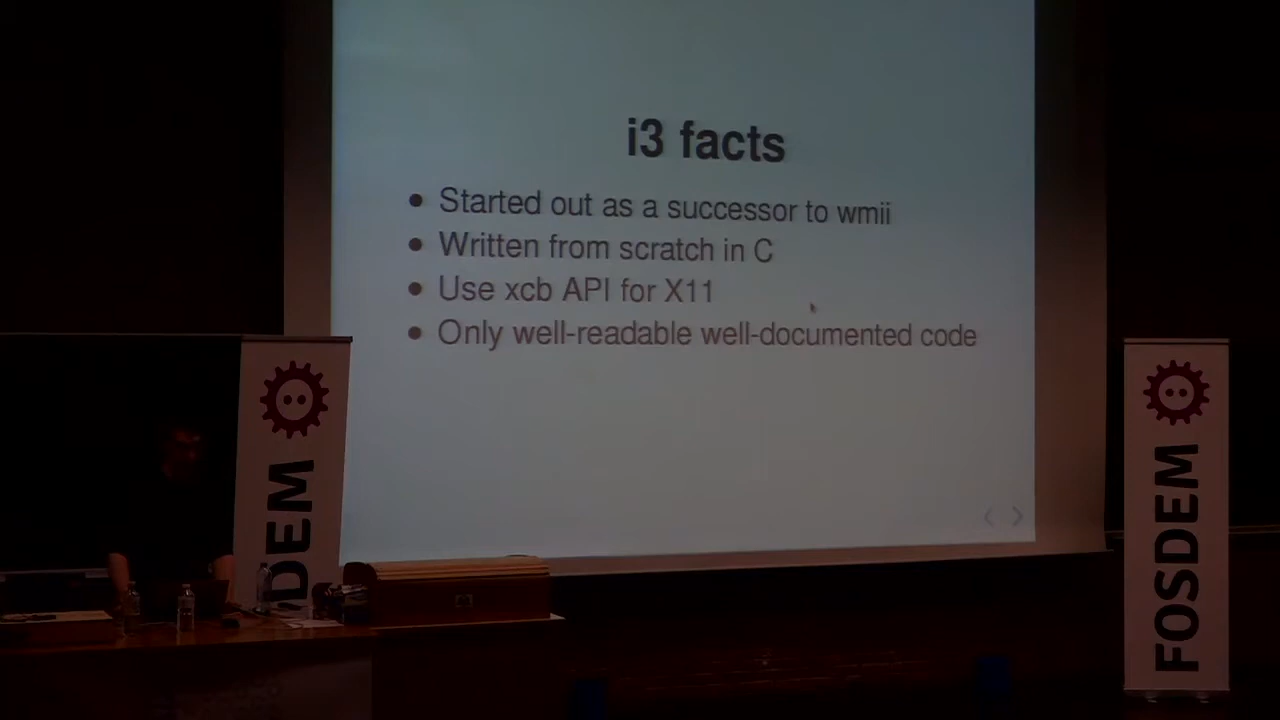 i3 facts
Started out as a successor to wmii
Written from scratch in C
Use xcb API for X11
Only well-readable well-documented code
DEM
FOSDEM